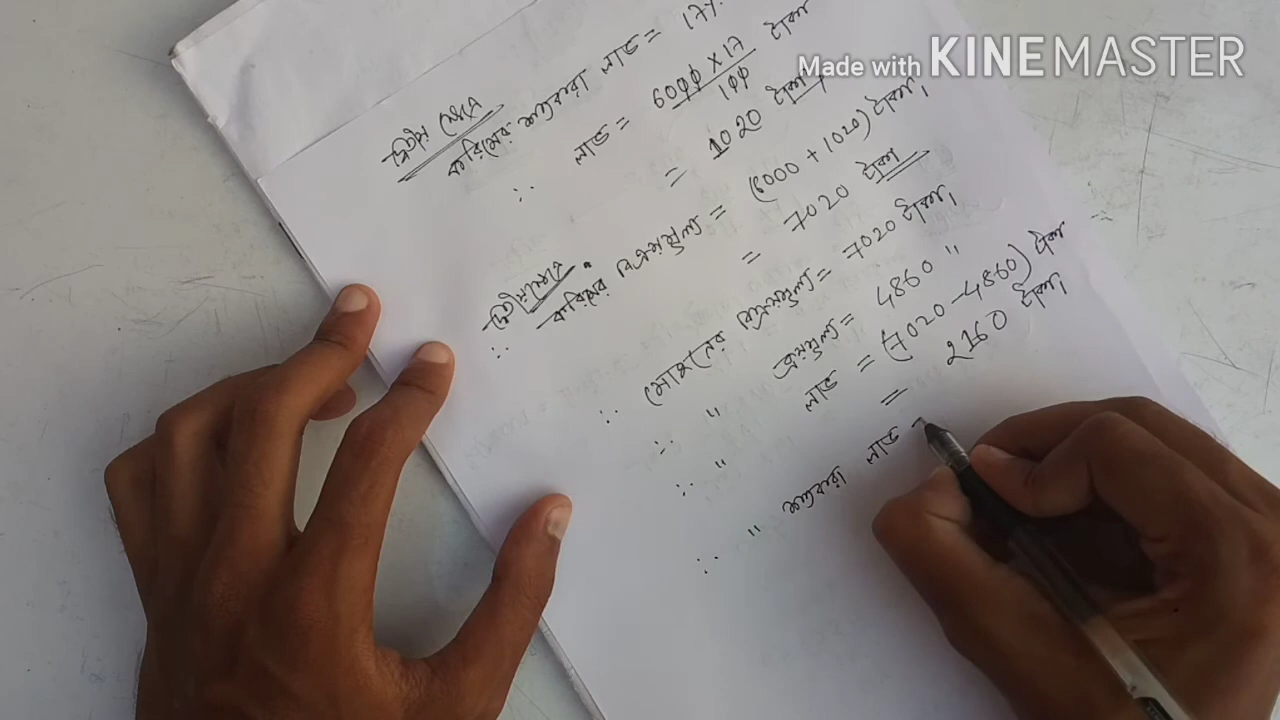 Made with KINEMASTER
দ্বিতীয় ক্ষেত্রে
করিমের শতকরা লাভ = 17%
∴ লাভ = 6000 × 17 / 100 টাকা
= 1020 টাকা
দ্বিতীয় ক্ষেত্রে
∴ করিমের বিক্রয়মূল্য = (6000 + 1020) টাকা।
= 7020 টাকা
∴ মোহনের বিক্রয়মূল্য = 7020 টাকা।
∴ " ক্রয়মূল্য = 4860 "
∴ " লাভ = (7020 - 4860) টাকা
= 2160 টাকা।
∴ " শতকরা লাভ =